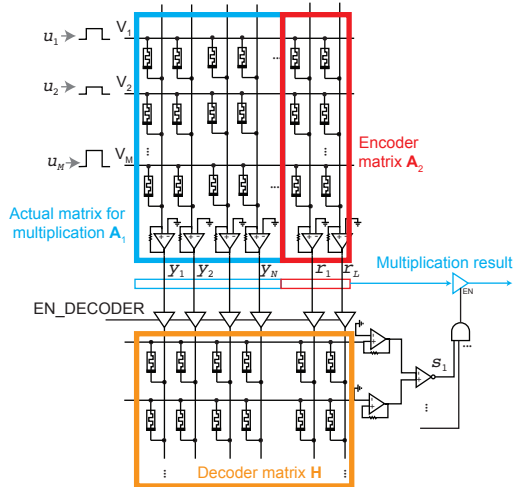 u1 V1
u2 V2
...
Encoder
matrix A2
...
...
uM VM
...
Actual matrix for
multiplication A1
+ - + - + - + - + - + -
y1 y2 yN r1 rL
Multiplication result
EN
EN_DECODER
...
s1
...
... ... ...
Decoder matrix H